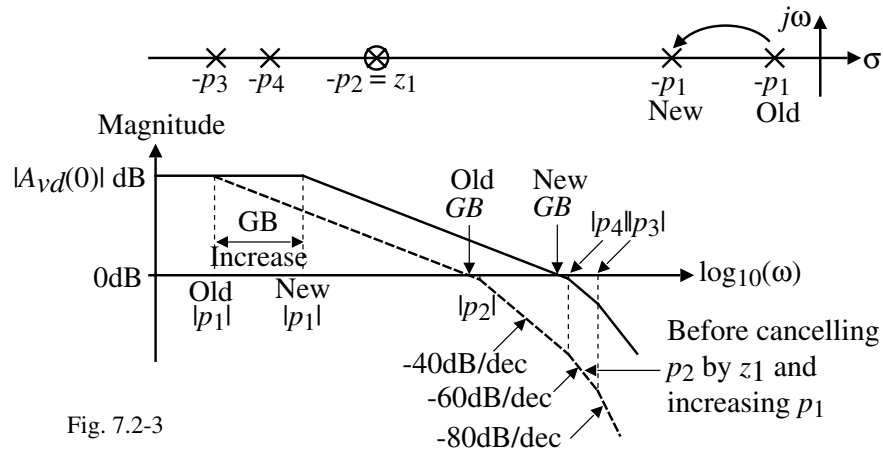 jω
σ
-p3 -p4 -p2 = z1 -p1 -p1
New Old
Magnitude
|Avd(0)| dB
Old
GB
New
GB
|p4||p3|
GB
Increase
0dB
log10(ω)
Old
|p1|
New
|p1|
|p2|
Before cancelling
p2 by z1 and
increasing p1
-40dB/dec
-60dB/dec
-80dB/dec
Fig. 7.2-3